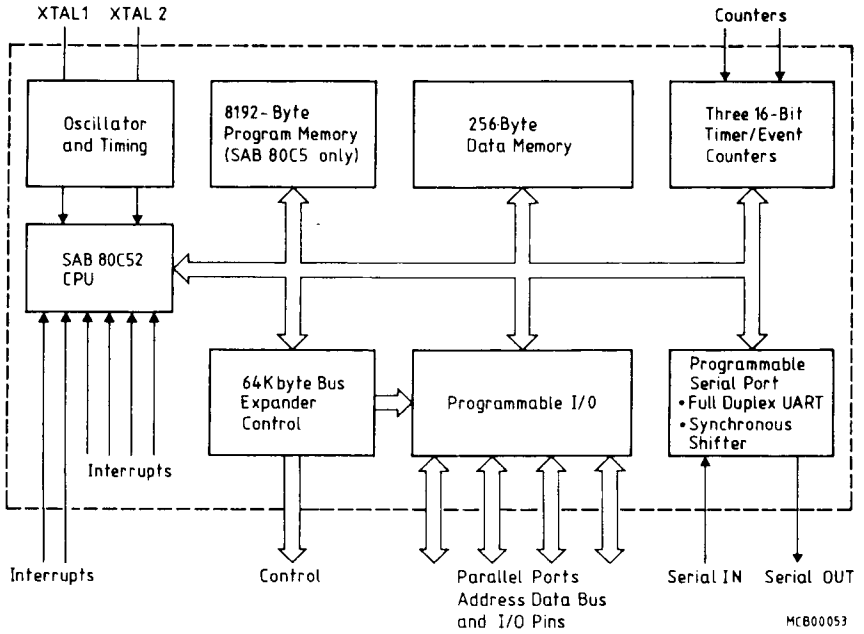 XTAL1 XTAL 2 Counters
Oscillator
and Timing
8192-Byte
Program Memory
(SAB 80C5 only)
256-Byte
Data Memory
Three 16-Bit
Timer/Event
Counters
SAB 80C52
CPU
64K byte Bus
Expander
Control
Programmable I/O
Programmable
Serial Port
• Full Duplex UART
• Synchronous
Shifter
Interrupts
Interrupts
Control
Parallel Ports
Address Data Bus
and I/O Pins
Serial IN
Serial OUT
MCB00053